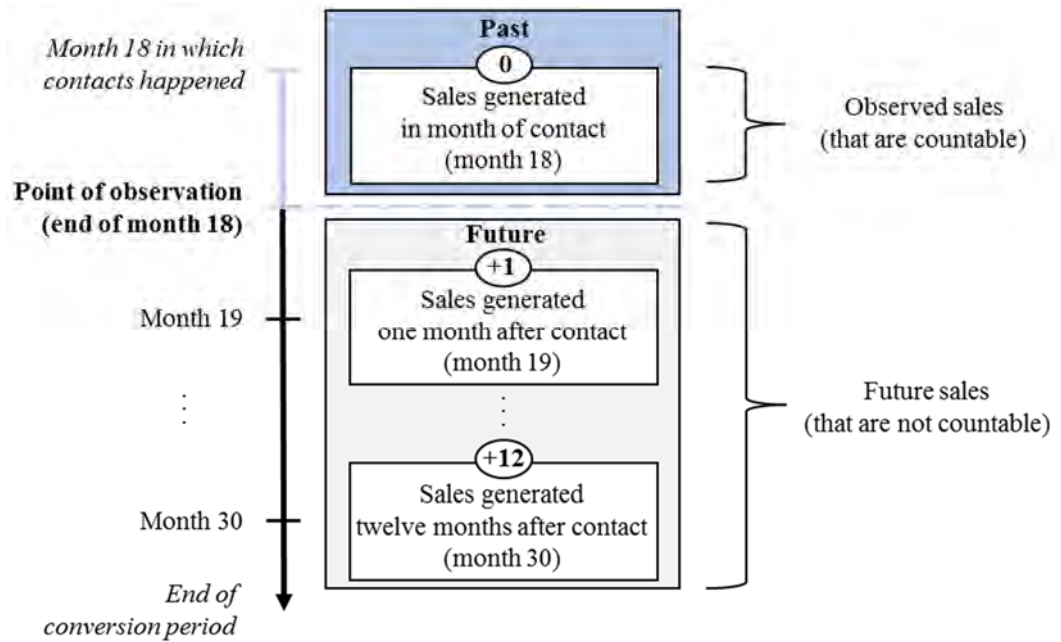 Month 18 in which
contacts happened
Past
0
Sales generated
in month of contact
(month 18)
Observed sales
(that are countable)
Point of observation
(end of month 18)
Future
+1
Sales generated
one month after contact
(month 19)
Month 19
⋮
⋮
Future sales
(that are not countable)
+12
Sales generated
twelve months after contact
(month 30)
Month 30
End of
conversion period